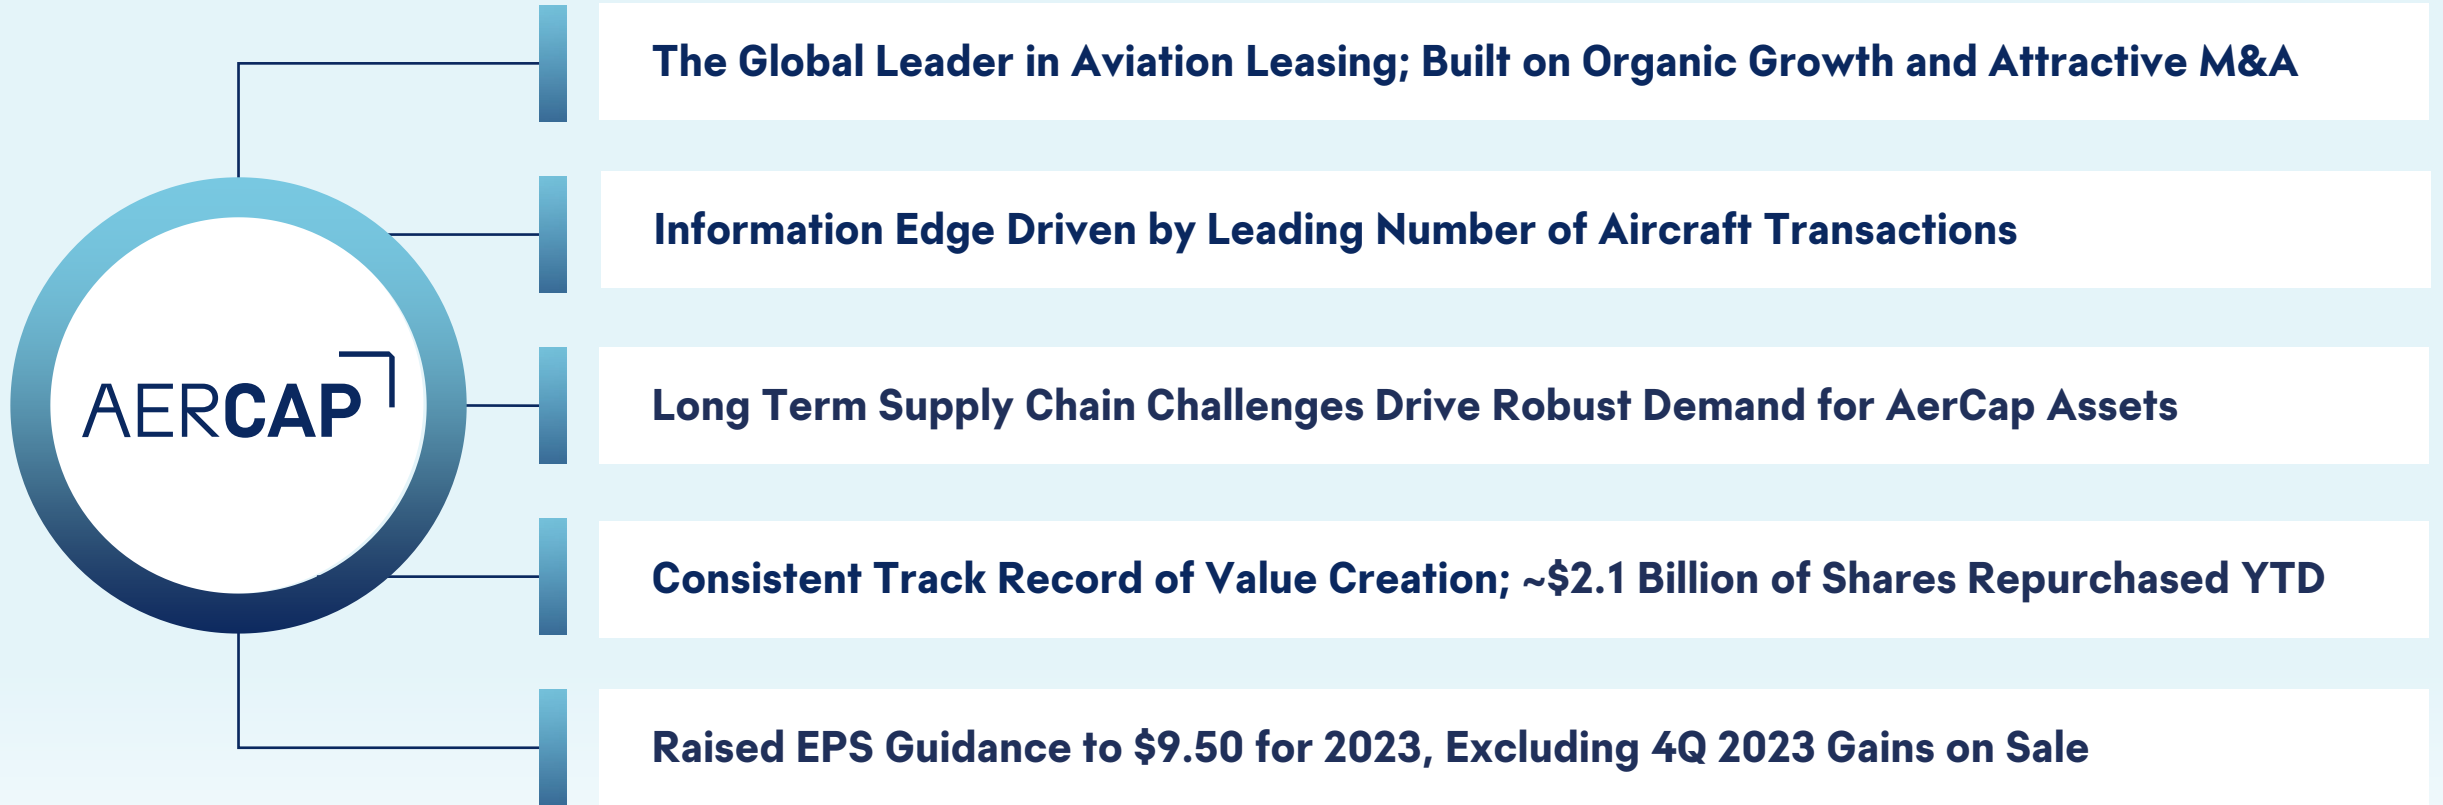 The Global Leader in Aviation Leasing; Built on Organic Growth and Attractive M&A
Information Edge Driven by Leading Number of Aircraft Transactions
AERCAP
Long Term Supply Chain Challenges Drive Robust Demand for AerCap Assets
Consistent Track Record of Value Creation; ~$2.1 Billion of Shares Repurchased YTD
Raised EPS Guidance to $9.50 for 2023, Excluding 4Q 2023 Gains on Sale